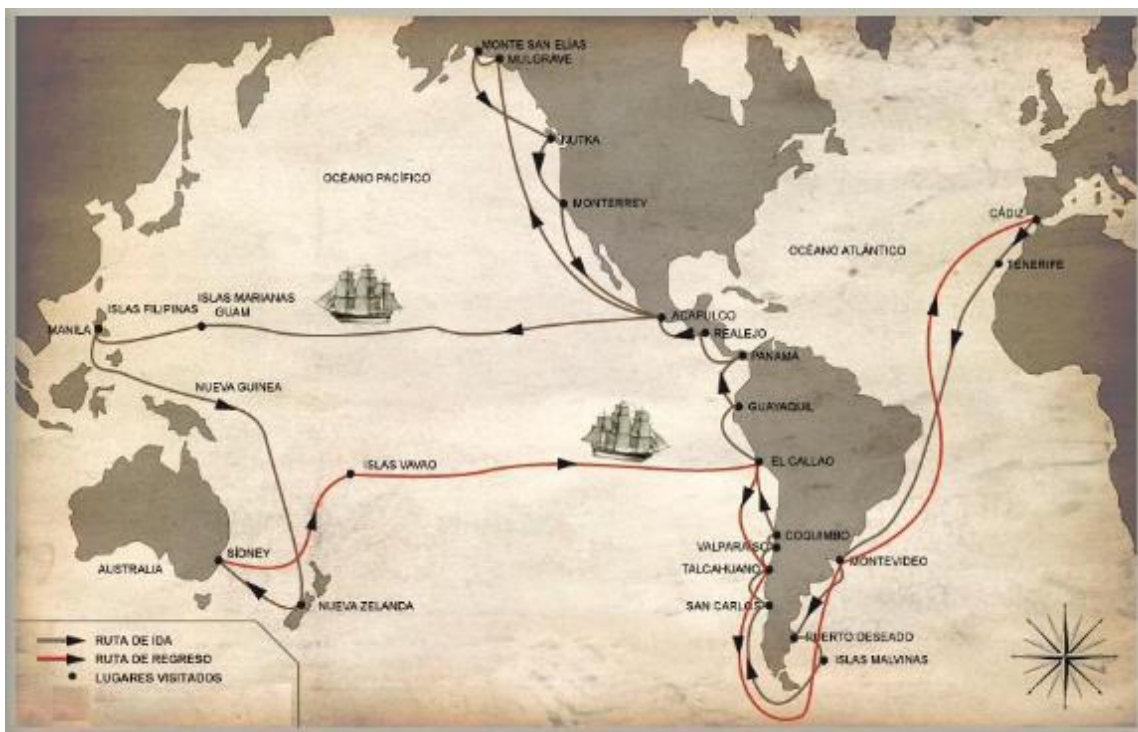 MONTE SAN ELÍAS
MULGRAVE
NUTKA
OCÉANO PACÍFICO
MONTERREY
CÁDIZ
OCÉANO ATLÁNTICO
TENERIFE
ISLAS MARIANAS
GUAM
ISLAS FILIPINAS
MANILA
ACAPULCO
REALEJO
PANAMÁ
NUEVA GUINEA
GUAYAQUIL
EL CALLAO
ISLAS VAVAO
COQUIMBO
VALPARAÍSO
SÍDNEY
AUSTRALIA
TALCAHUANO
MONTEVIDEO
NUEVA ZELANDA
SAN CARLOS
PUERTO DESEADO
ISLAS MALVINAS
RUTA DE IDA
RUTA DE REGRESO
LUGARES VISITADOS